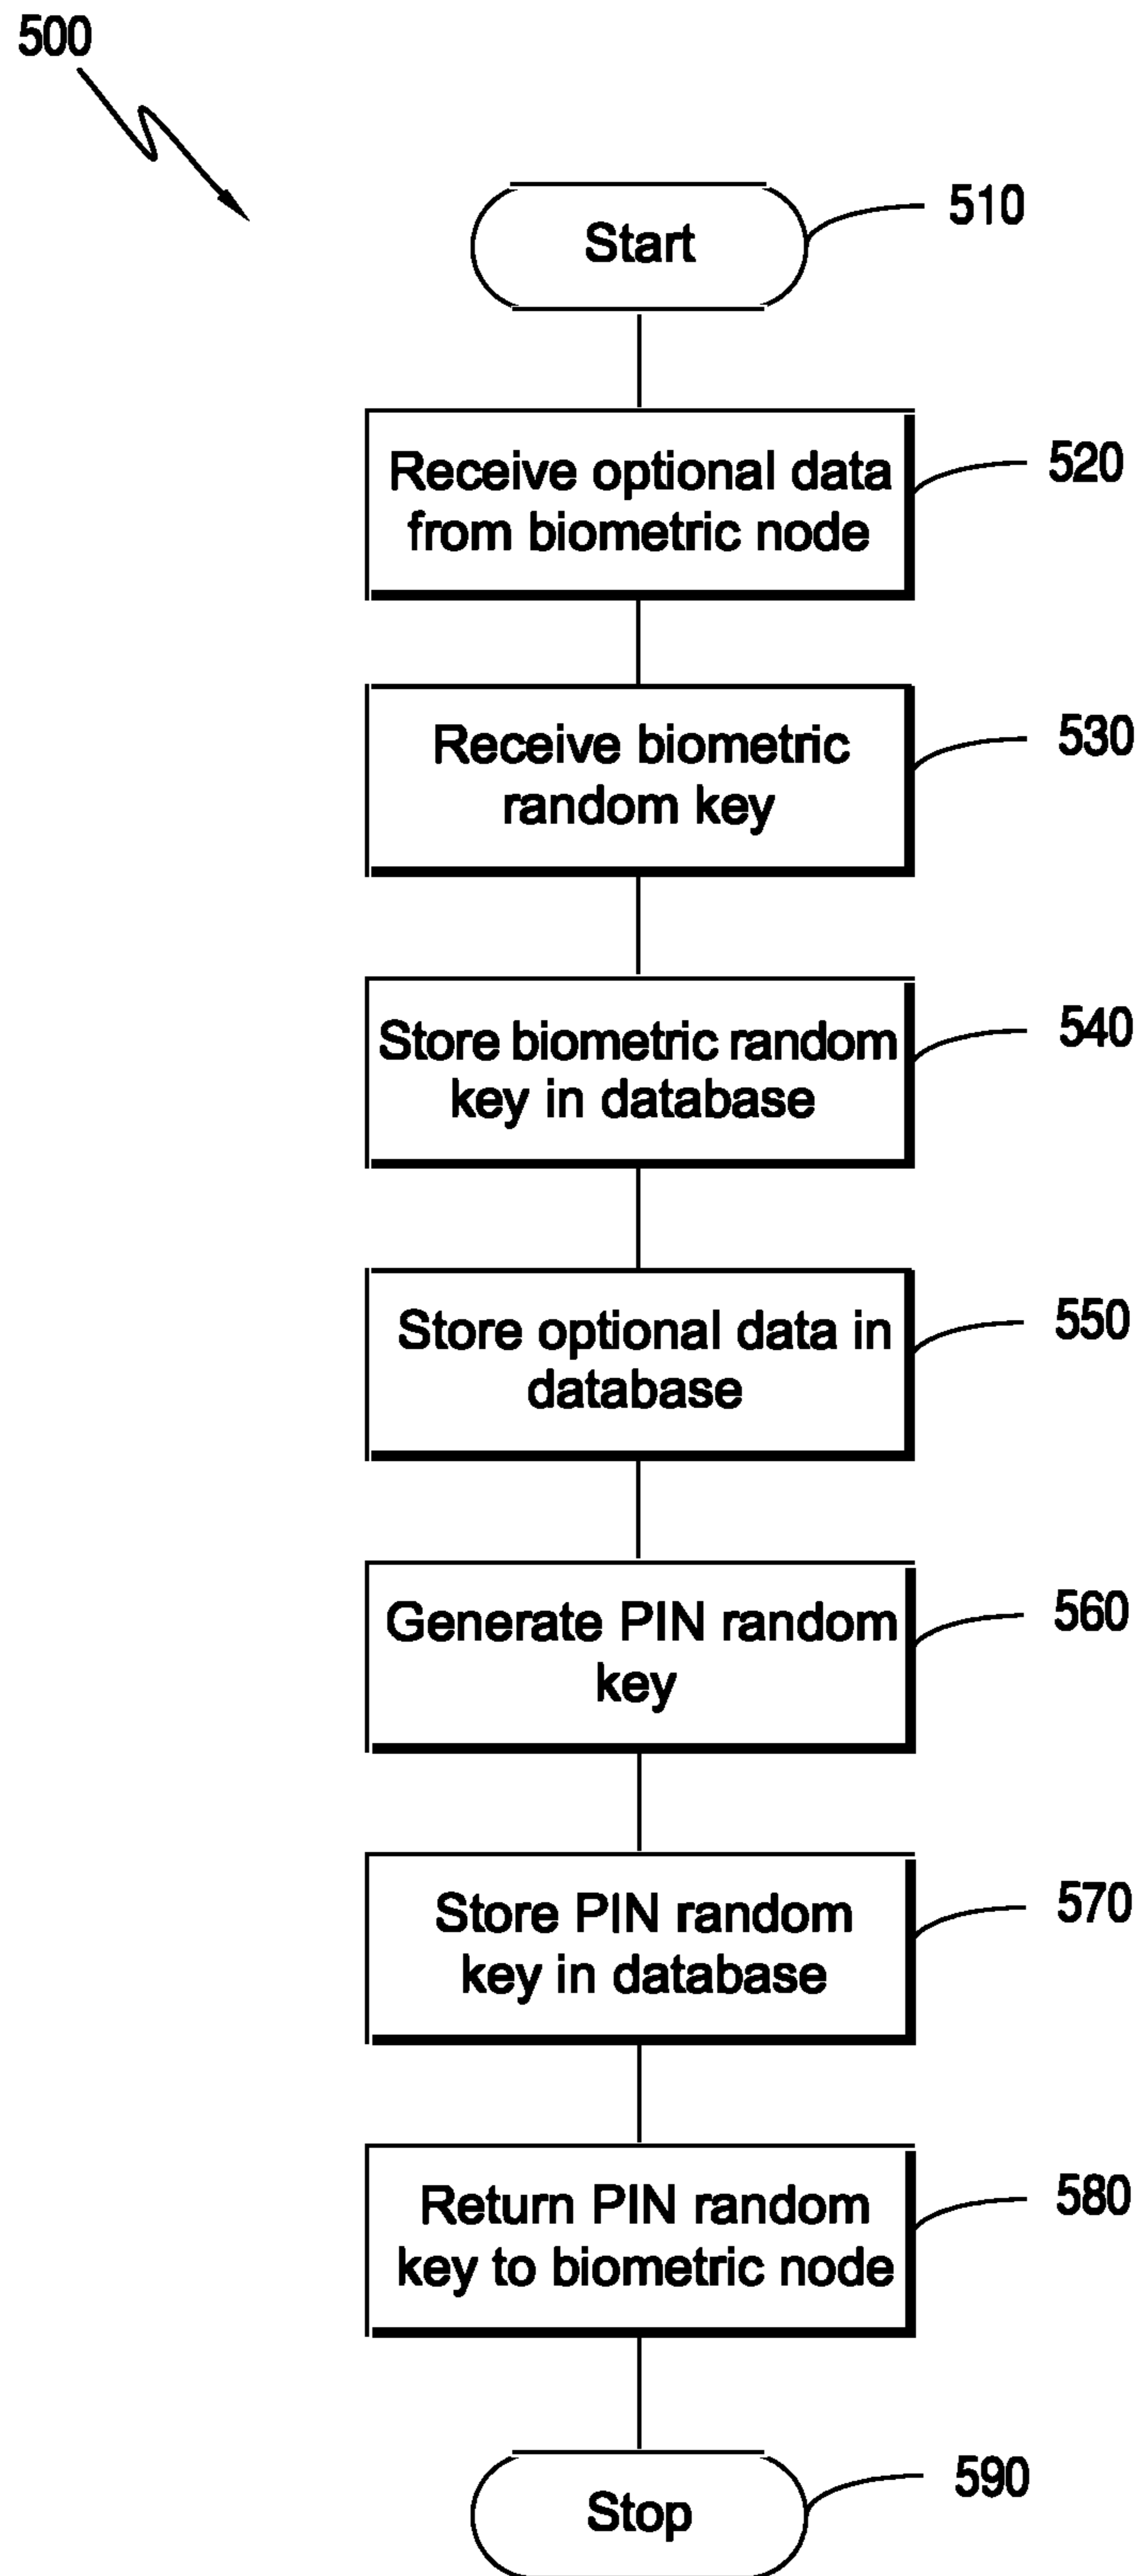 500
Start
510
Receive optional data
from biometric node
520
Receive biometric
random key
530
Store biometric random
key in database
540
Store optional data in
database
550
Generate PIN random
key
560
Store PIN random
key in database
570
Return PIN random
key to biometric node
580
Stop
590